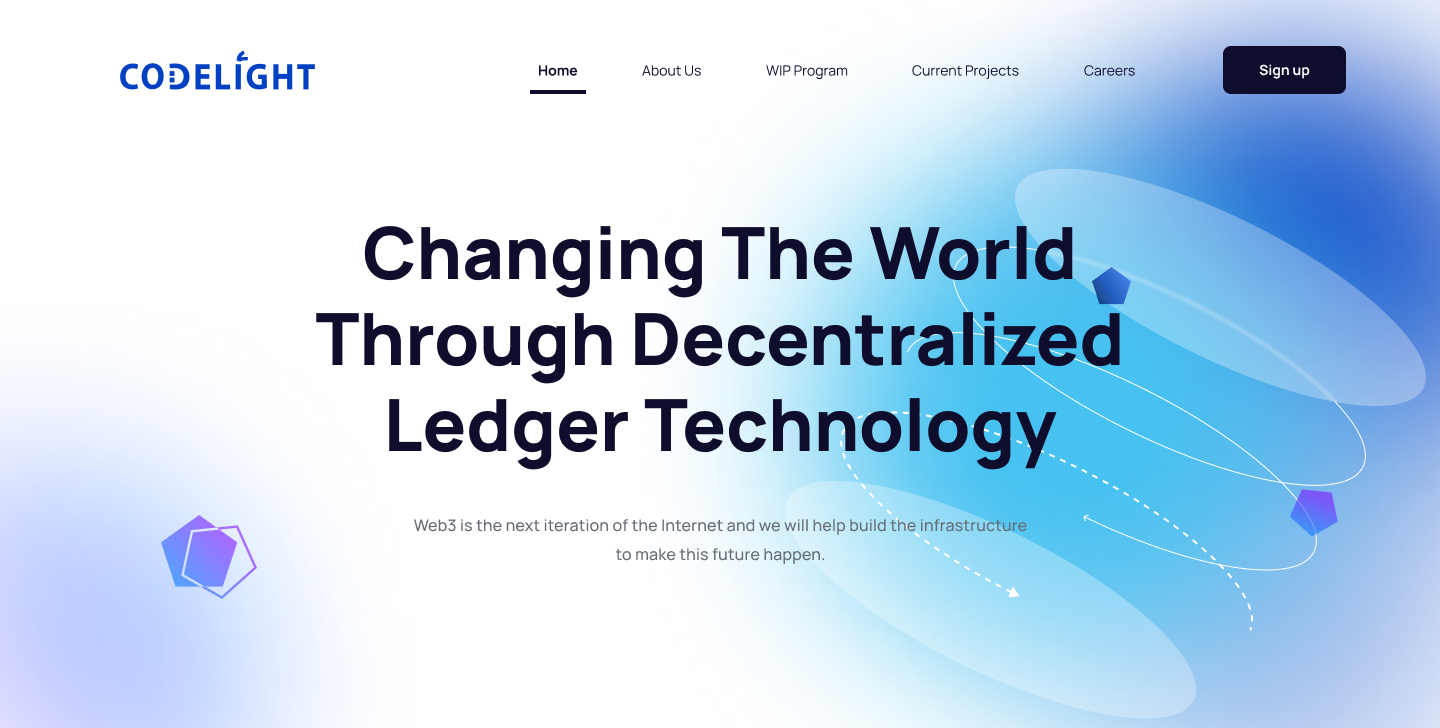 CODELIGHT
Home
About Us
WIP Program
Current Projects
Careers
Sign up
Changing The World
Through Decentralized
Ledger Technology
Web3 is the next iteration of the Internet and we will help build the infrastructure
to make this future happen.